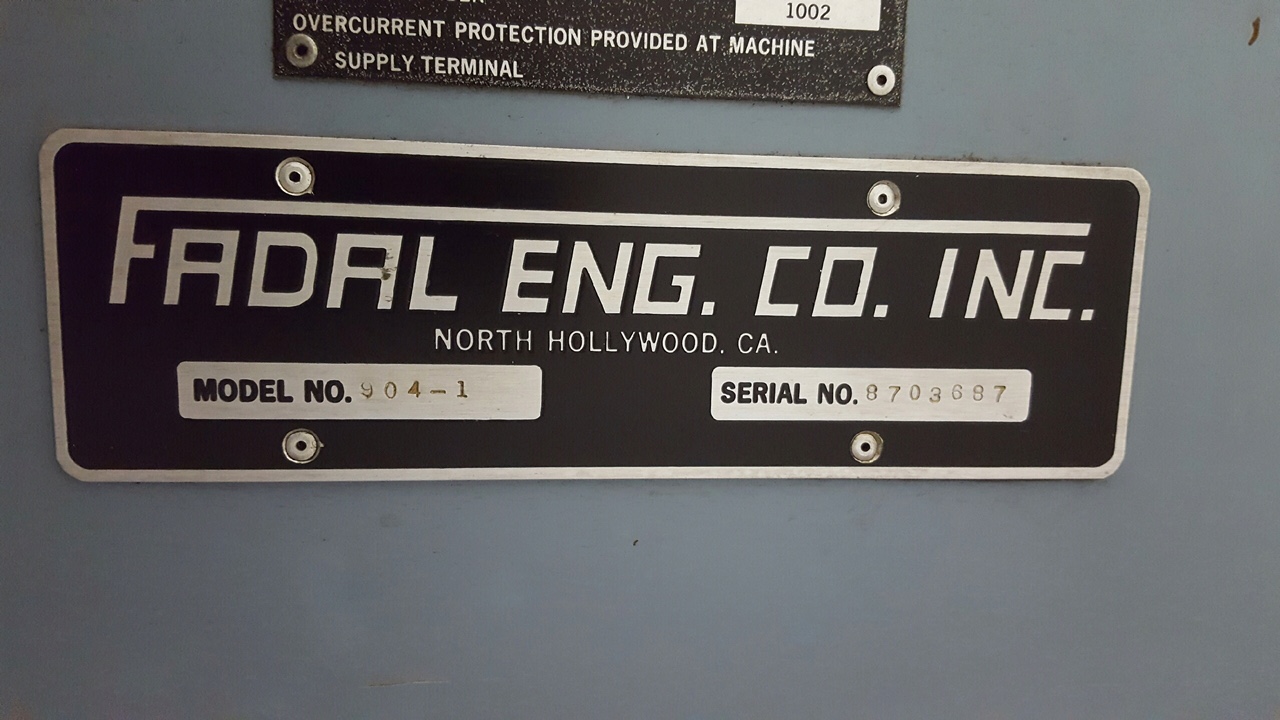 1002
OVERCURRENT PROTECTION PROVIDED AT MACHINE
SUPPLY TERMINAL
FADAL ENG. CO. INC.
NORTH HOLLYWOOD, CA.
MODEL NO. 904-1
SERIAL NO. 8703687